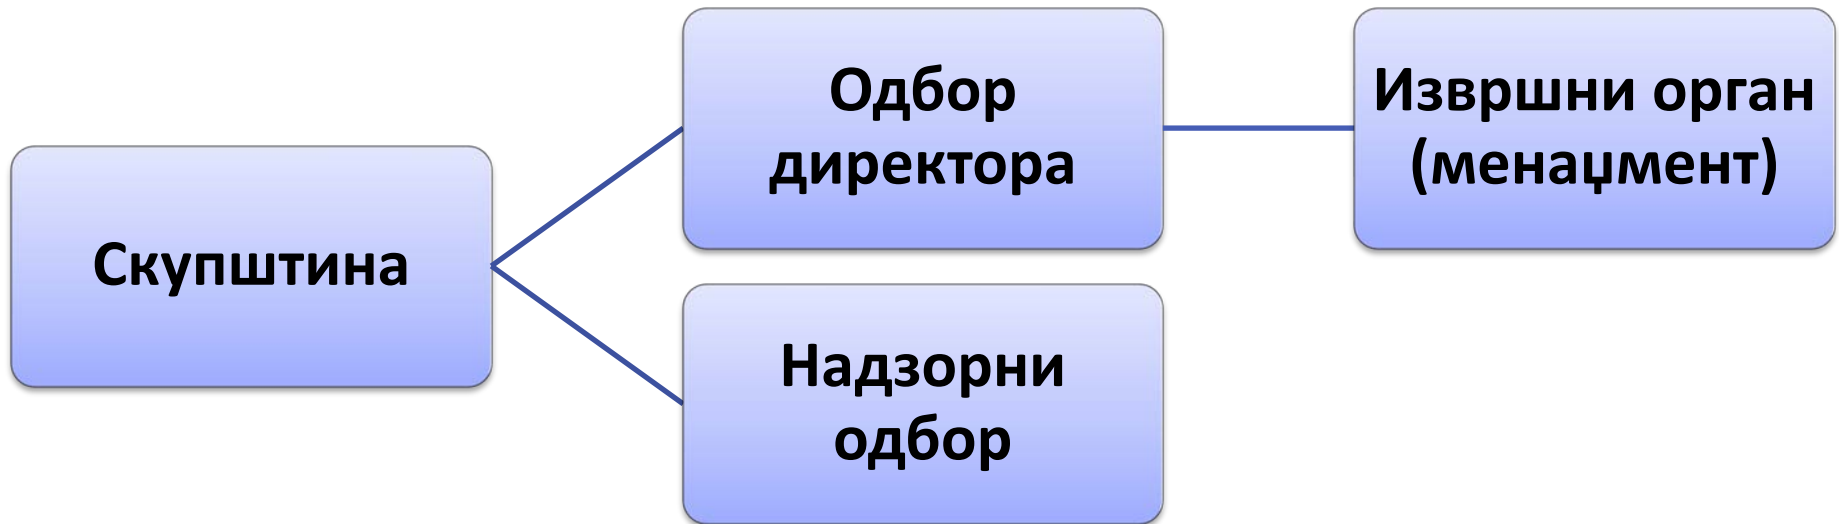 Скупштина
Одбор
директора
Извршни орган
(менаџмент)
Надзорни
одбор